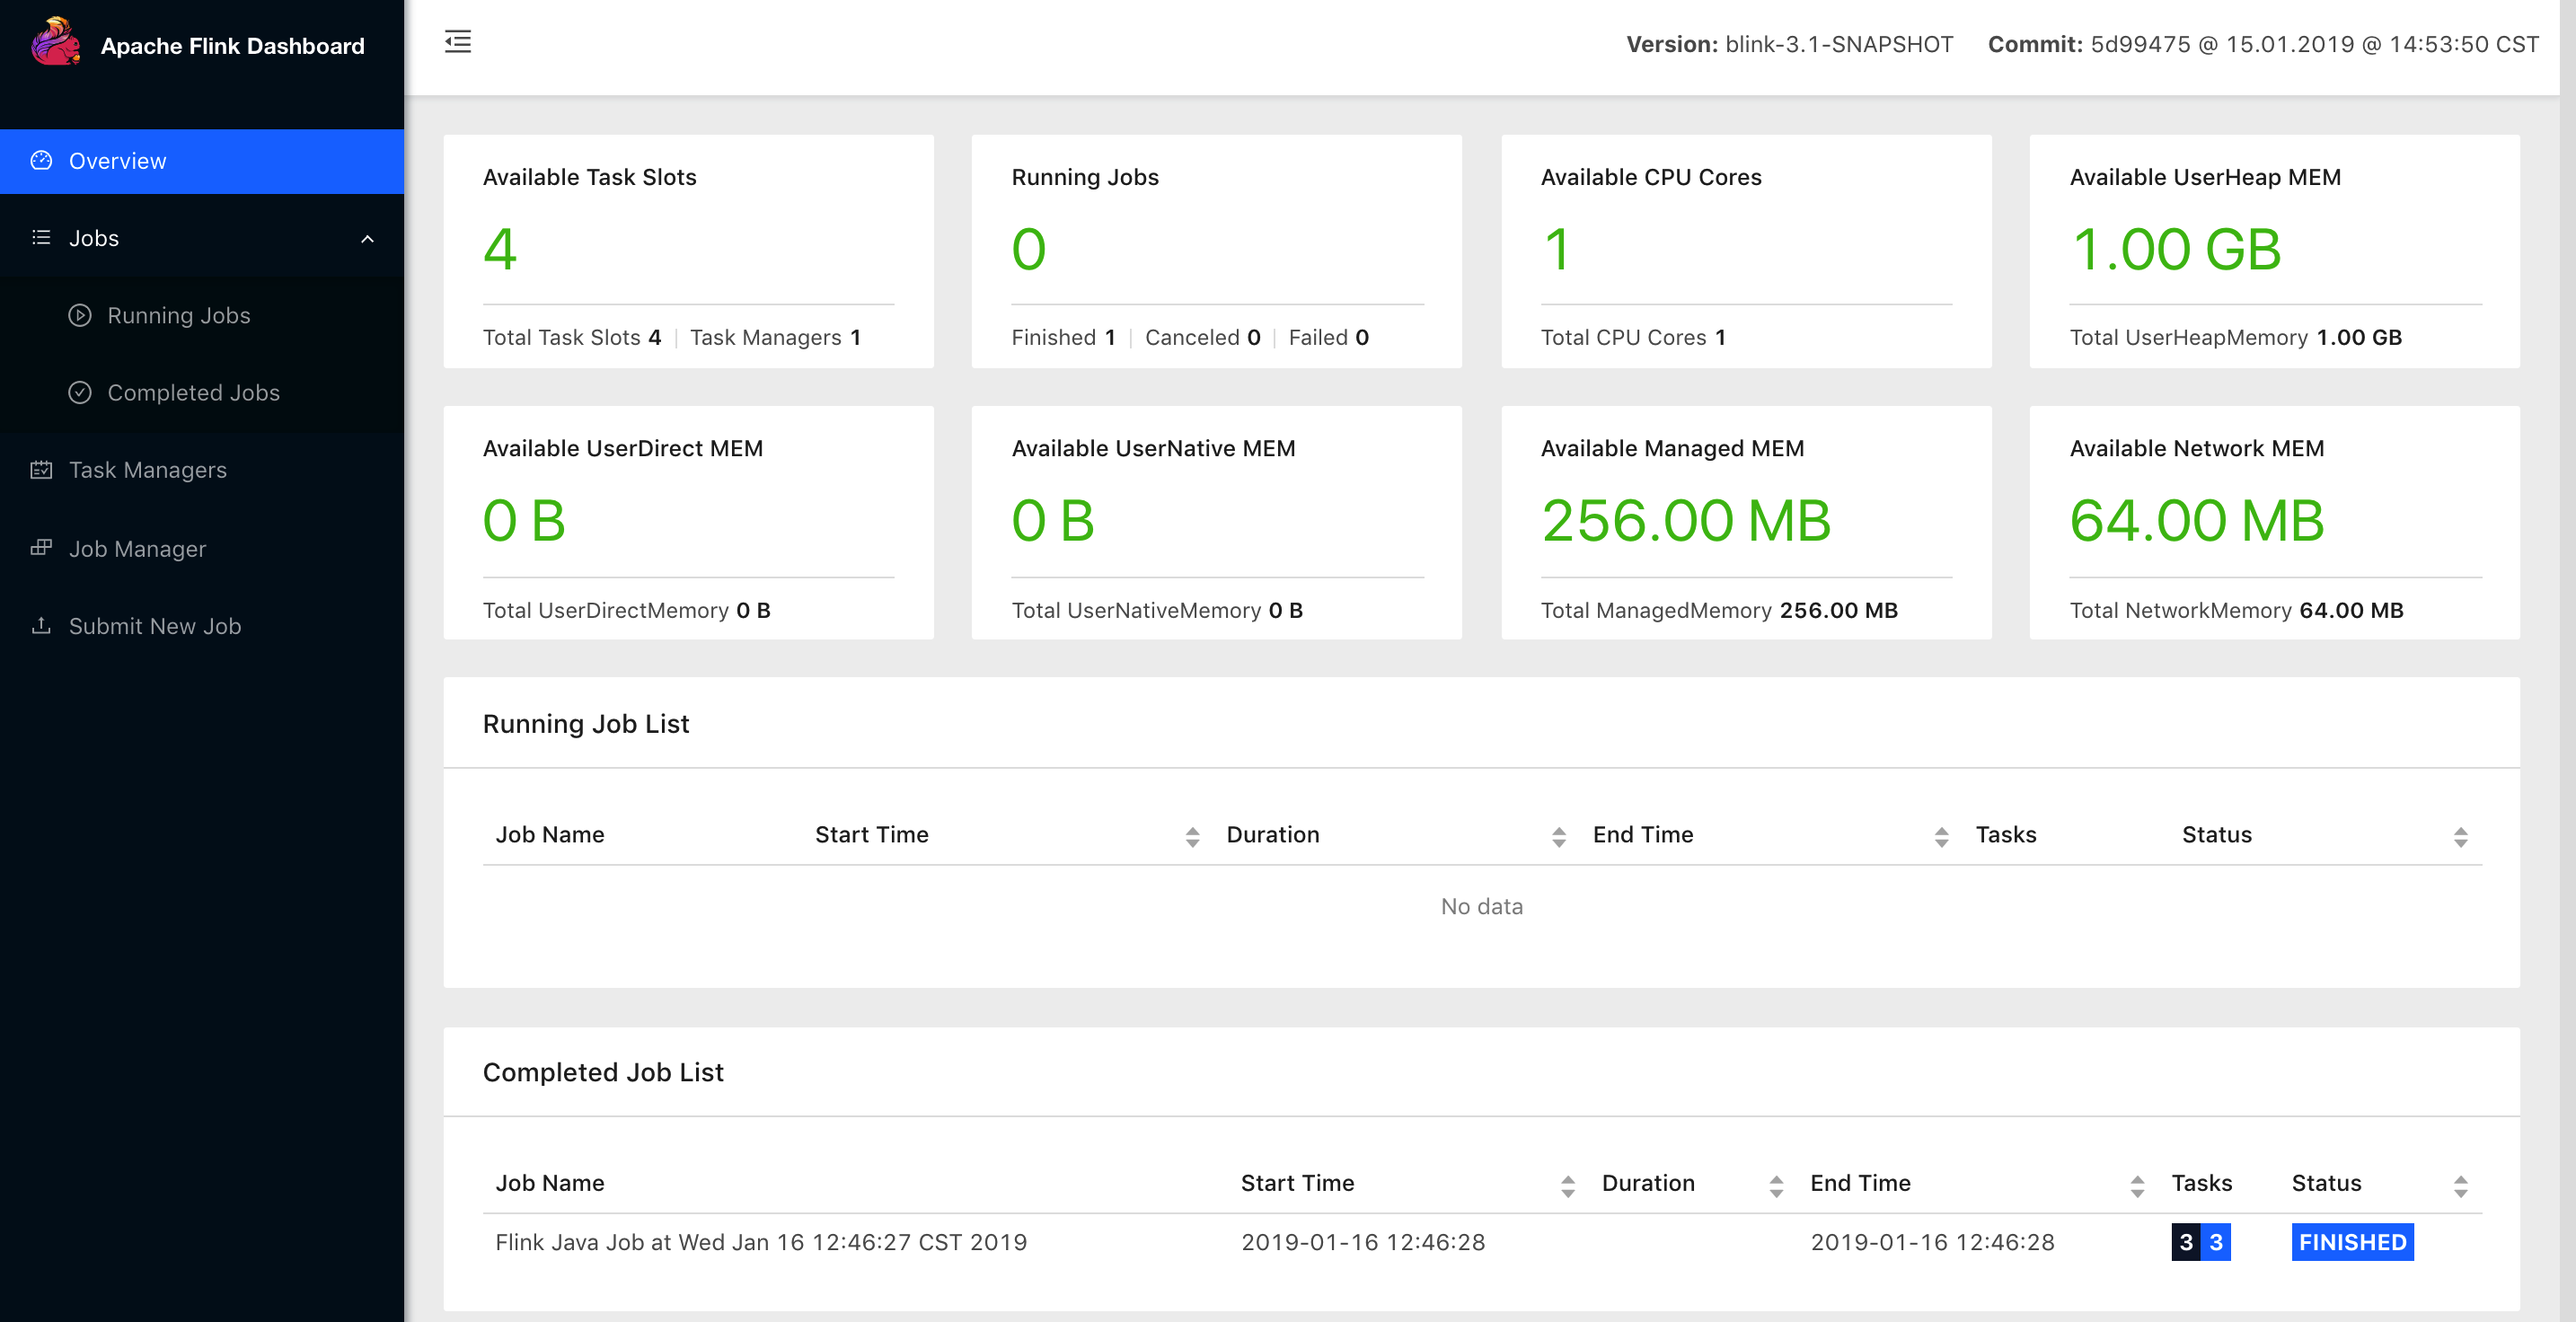 Apache Flink Dashboard
Version: blink-3.1-SNAPSHOT Commit: 5d99475 @ 15.01.2019 @ 14:53:50 CST
Overview
Jobs
Running Jobs
Completed Jobs
Task Managers
Job Manager
Submit New Job
Available Task Slots
4
Total Task Slots 4 Task Managers 1
Running Jobs
0
Finished 1 Canceled 0 Failed 0
Available CPU Cores
1
Total CPU Cores 1
Available UserHeap MEM
1.00 GB
Total UserHeapMemory 1.00 GB
Available UserDirect MEM
0 B
Total UserDirectMemory 0 B
Available UserNative MEM
0 B
Total UserNativeMemory 0 B
Available Managed MEM
256.00 MB
Total ManagedMemory 256.00 MB
Available Network MEM
64.00 MB
Total NetworkMemory 64.00 MB
Running Job List
Job Name Start Time Duration End Time Tasks Status
No data
Completed Job List
Job Name Start Time Duration End Time Tasks Status
Flink Java Job at Wed Jan 16 12:46:27 CST 2019 2019-01-16 12:46:28 2019-01-16 12:46:28 3 3 FINISHED